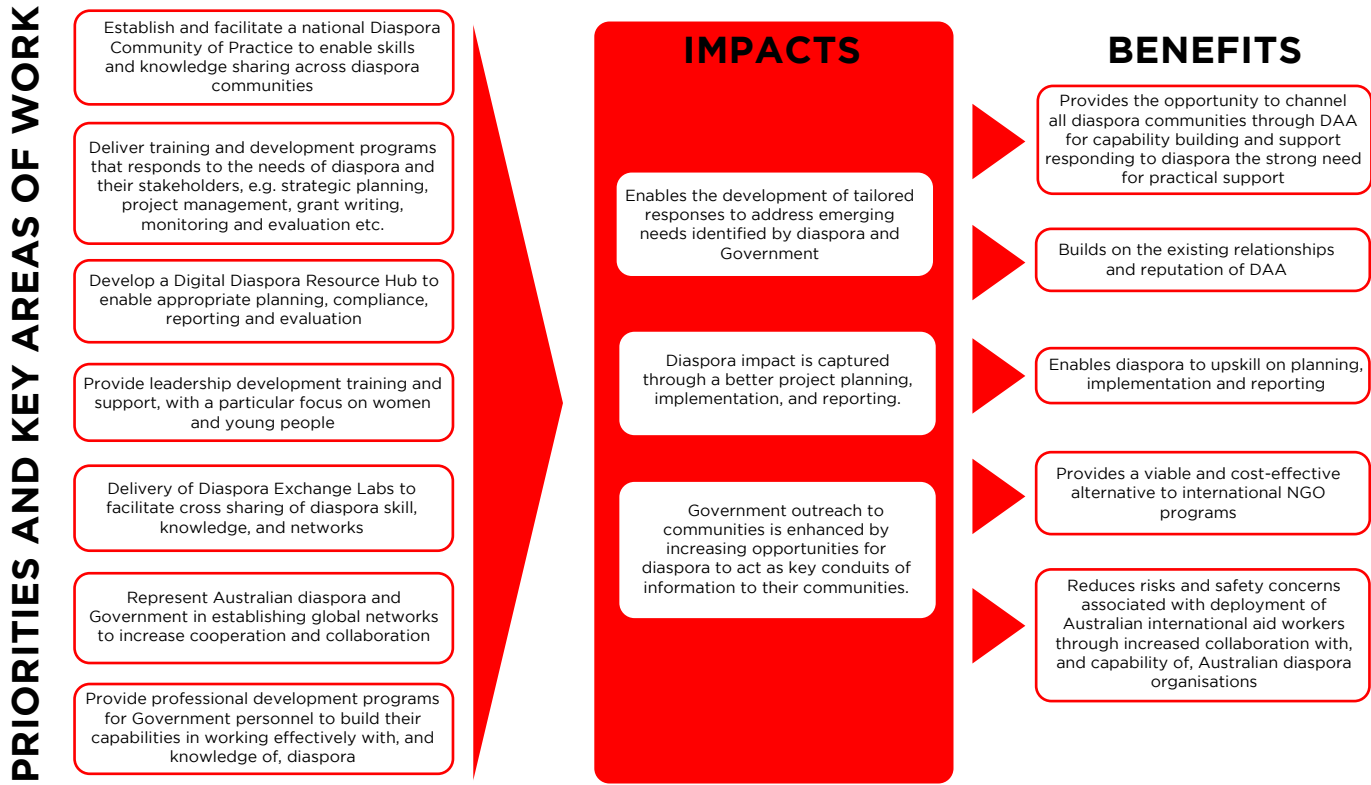 PRIORITIES AND KEY AREAS OF WORK
Establish and facilitate a national Diaspora
Community of Practice to enable skills
and knowledge sharing across diaspora
communities
Deliver training and development programs
that responds to the needs of diaspora and
their stakeholders, e.g. strategic planning,
project management, grant writing,
monitoring and evaluation etc.
Develop a Digital Diaspora Resource Hub to
enable appropriate planning, compliance,
reporting and evaluation
Provide leadership development training and
support, with a particular focus on women
and young people
Delivery of Diaspora Exchange Labs to
facilitate cross sharing of diaspora skill,
knowledge, and networks
Represent Australian diaspora and
Government in establishing global networks
to increase cooperation and collaboration
Provide professional development programs
for Government personnel to build their
capabilities in working effectively with, and
knowledge of, diaspora
IMPACTS
Enables the development of tailored
responses to address emerging
needs identified by diaspora and
Government
Diaspora impact is captured
through a better project planning,
implementation, and reporting.
Government outreach to
communities is enhanced by
increasing opportunities for
diaspora to act as key conduits of
information to their communities.
BENEFITS
Provides the opportunity to channel
all diaspora communities through DAA
for capability building and support
responding to diaspora the strong need
for practical support
Builds on the existing relationships
and reputation of DAA
Enables diaspora to upskill on planning,
implementation and reporting
Provides a viable and cost-effective
alternative to international NGO
programs
Reduces risks and safety concerns
associated with deployment of
Australian international aid workers
through increased collaboration with,
and capability of, Australian diaspora
organisations